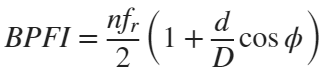 BPFI = \frac{nf_r}{2} \left( 1 + \frac{d}{D} \cos \phi \right)